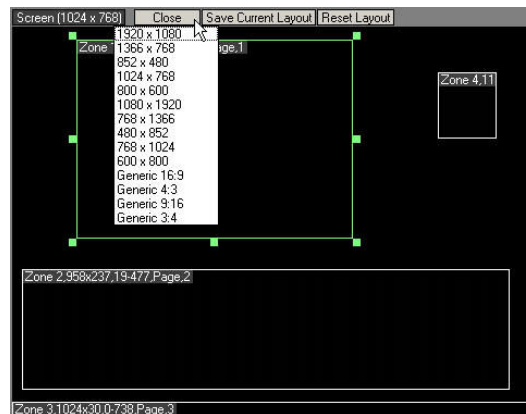 Screen (1024 x 768) Close Save Current Layout Reset Layout
1920 x 1080
Zone Page,1
1366 x 768
852 x 480
1024 x 768
800 x 600
1080 x 1920
768 x 1366
480 x 852
768 x 1024
600 x 800
Generic 16:9
Generic 4:3
Generic 9:16
Generic 3:4
Zone 4,11
Zone 2,958x237,19-477,Page,2
Zone 3,1024x30,0-738,Page,3